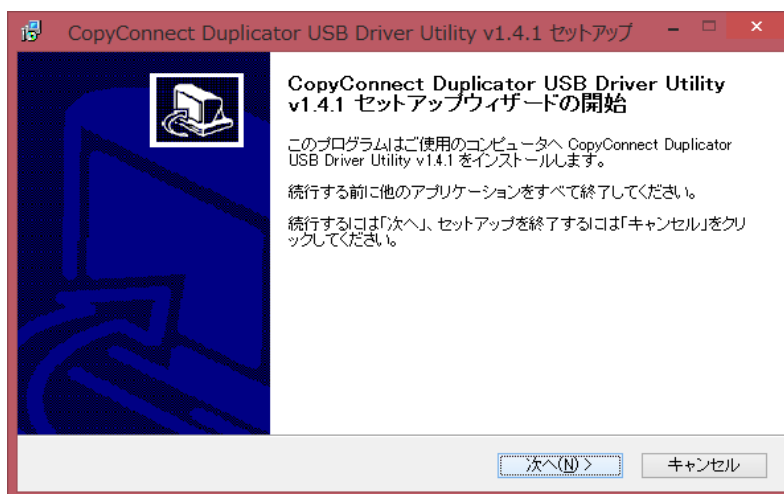 CopyConnect Duplicator USB Driver Utility v1.4.1 セットアップ
CopyConnect Duplicator USB Driver Utility
v1.4.1 セットアップウィザードの開始
このプログラムはご使用のコンピュータへ CopyConnect Duplicator
USB Driver Utility v1.4.1 をインストールします。
続行する前に他のアプリケーションをすべて終了してください。
続行するには「次へ」、セットアップを終了するには「キャンセル」をクリ
ックしてください。
次へ(N) >
キャンセル